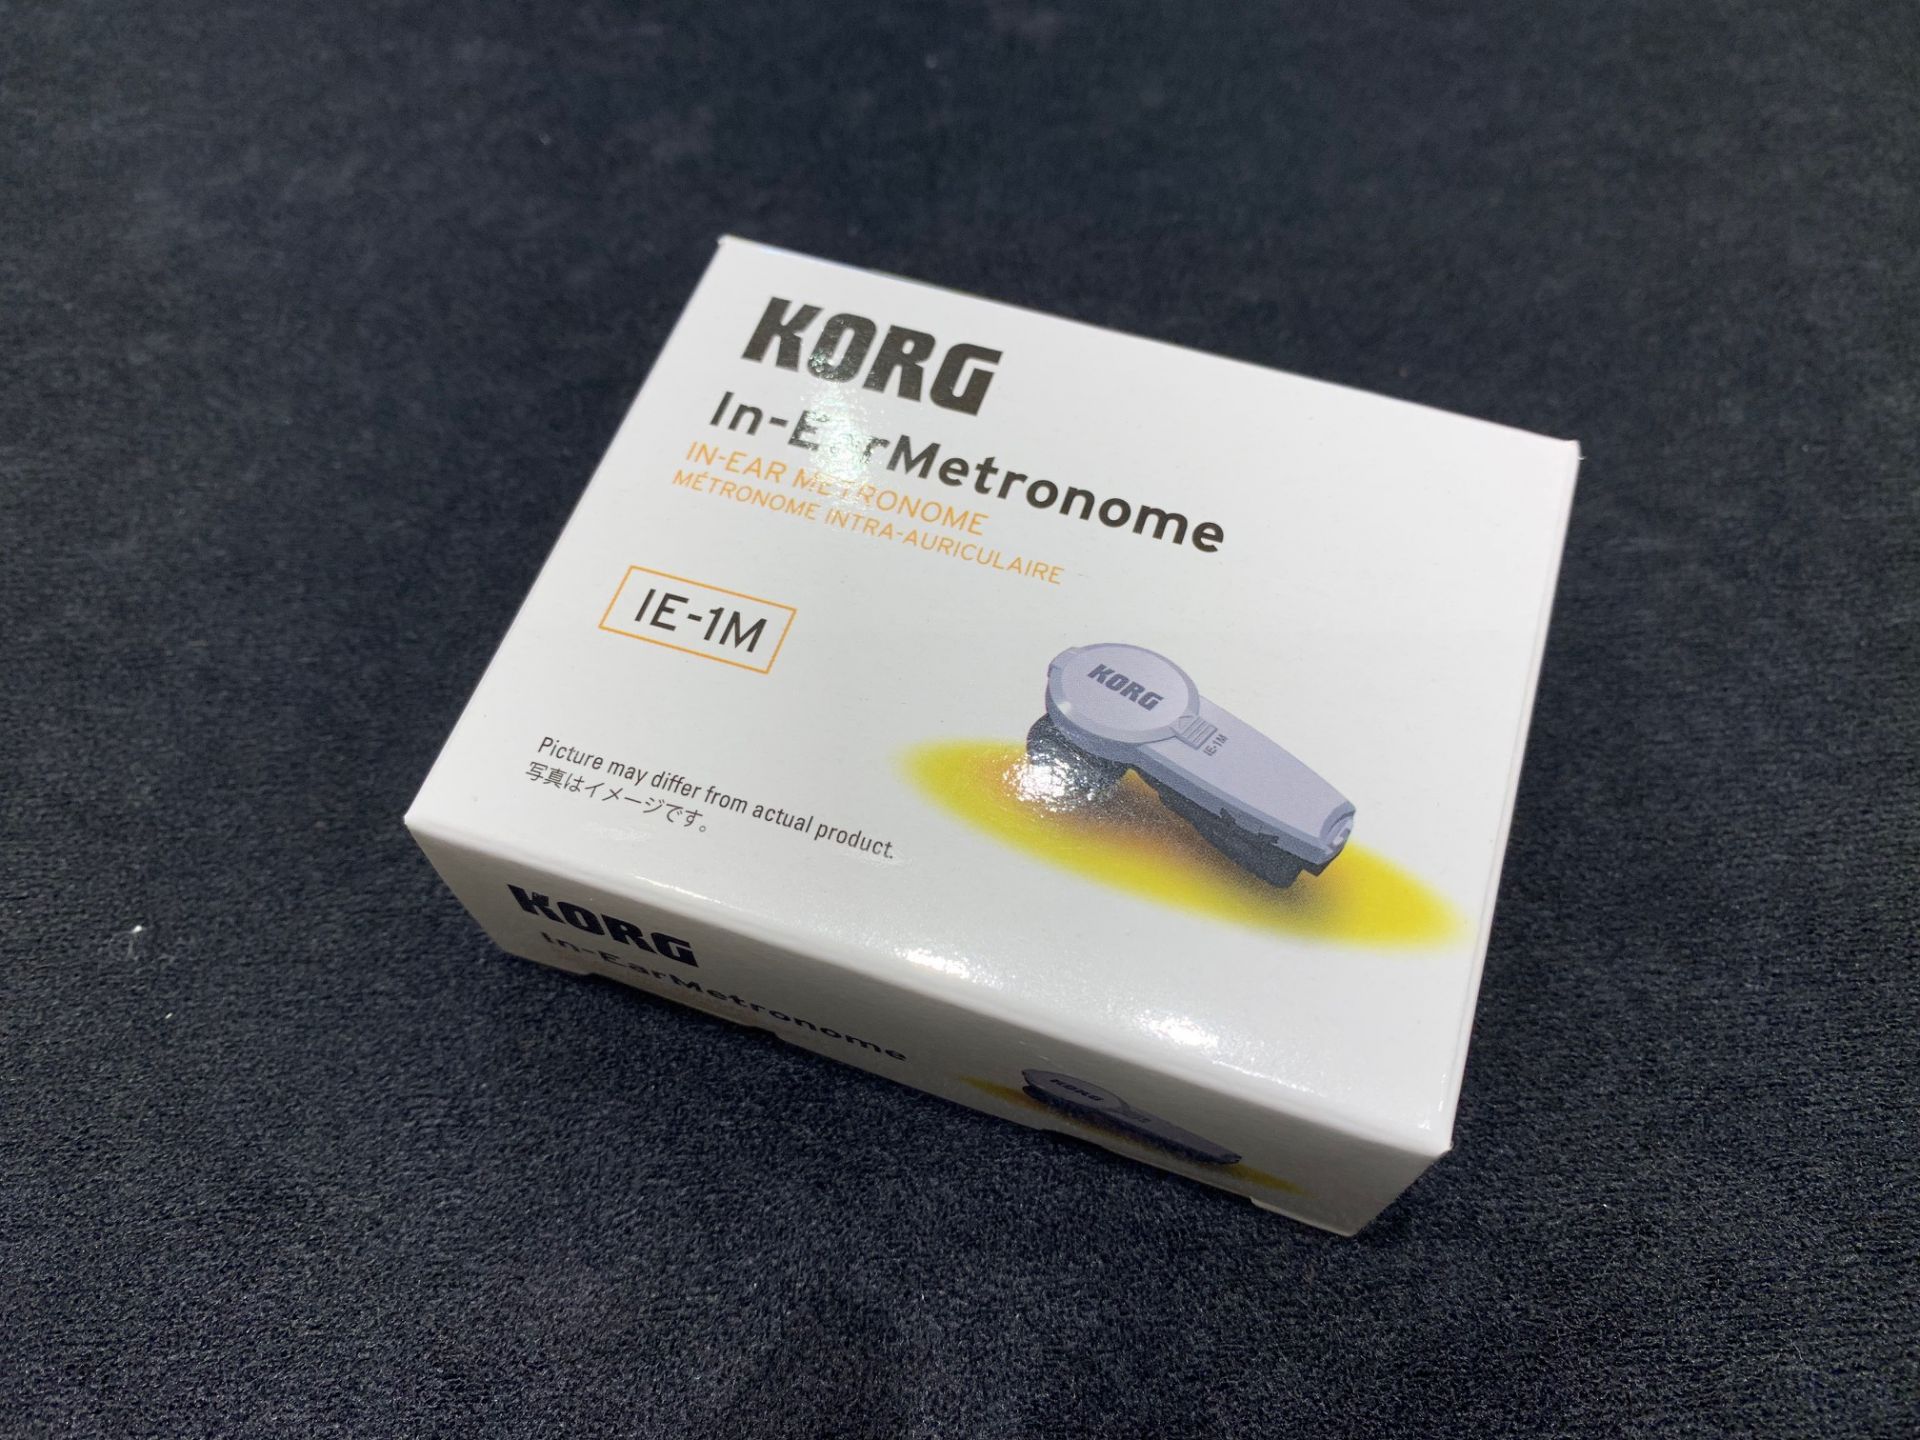 KORG
In-EarMetronome
IN-EAR METRONOME
MÉTRONOME INTRA-AURICULAIRE
IE-1M
KORG
IE-1M
Picture may differ from actual product.
写真はイメージです。
KORG
In-EarMetronome
KORG